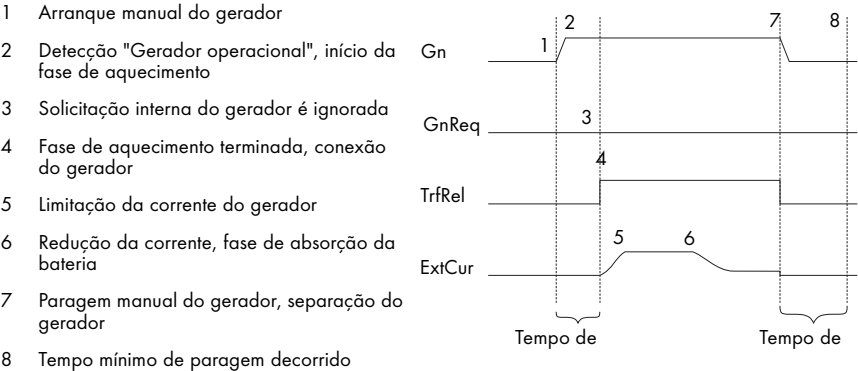 1 Arranque manual do gerador
2 Detecção "Gerador operacional", início da
fase de aquecimento
3 Solicitação interna do gerador é ignorada
4 Fase de aquecimento terminada, conexão
do gerador
5 Limitação da corrente do gerador
6 Redução da corrente, fase de absorção da
bateria
7 Paragem manual do gerador, separação do
gerador
8 Tempo mínimo de paragem decorrido
Gn
1
2
7
8
GnReq
3
4
TrfRel
5
6
ExtCur
Tempo de
Tempo de